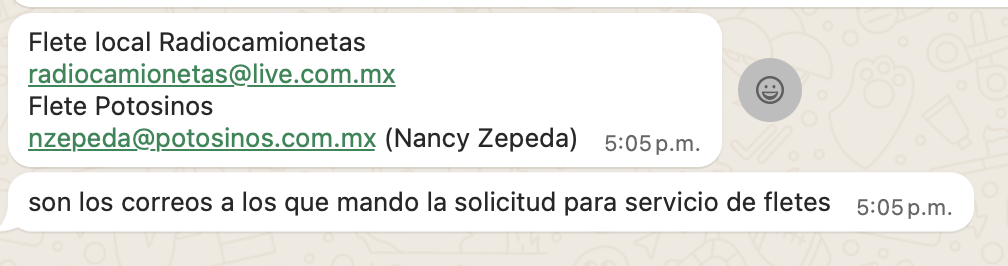 Flete local Radiocamionetas
radiocamionetas@live.com.mx
Flete Potosinos
nzepeda@potosinos.com.mx (Nancy Zepeda) 5:05 p.m.
son los correos a los que mando la solicitud para servicio de fletes 5:05 p.m.